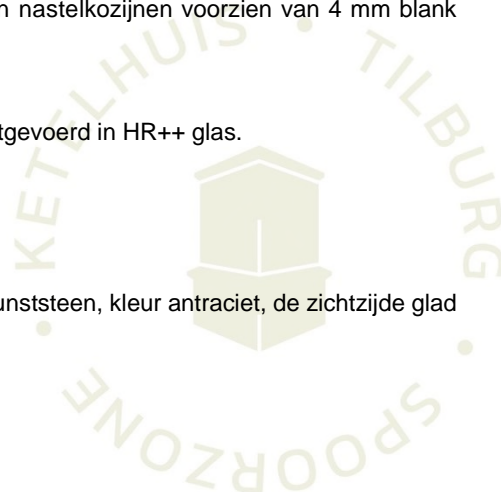 n nastelkozijnen voorzien van 4 mm blank
tgevoerd in HR++ glas.
unststeen, kleur antraciet, de zichtzijde glad
KETELHUIS • TILBURG • SPOORZONE •